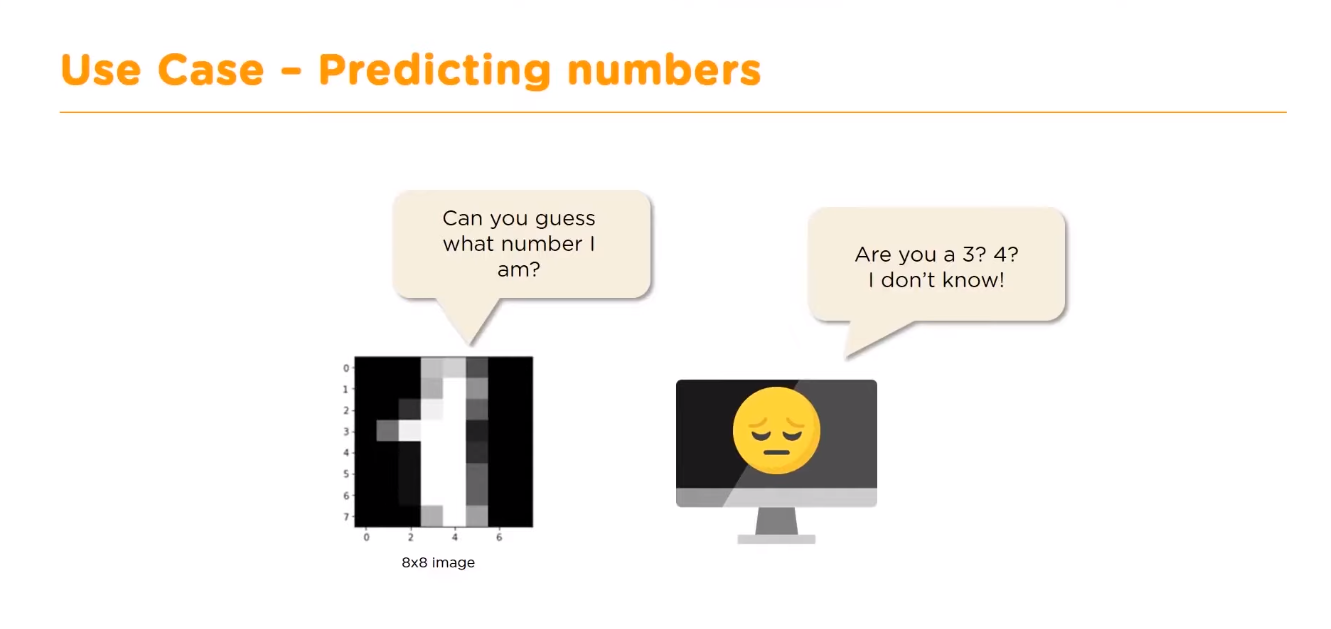 Use Case – Predicting numbers
Can you guess
what number I
am?
Are you a 3? 4?
I don't know!
0
1
2
3
4
5
6
7
0 2 4 6
8x8 image